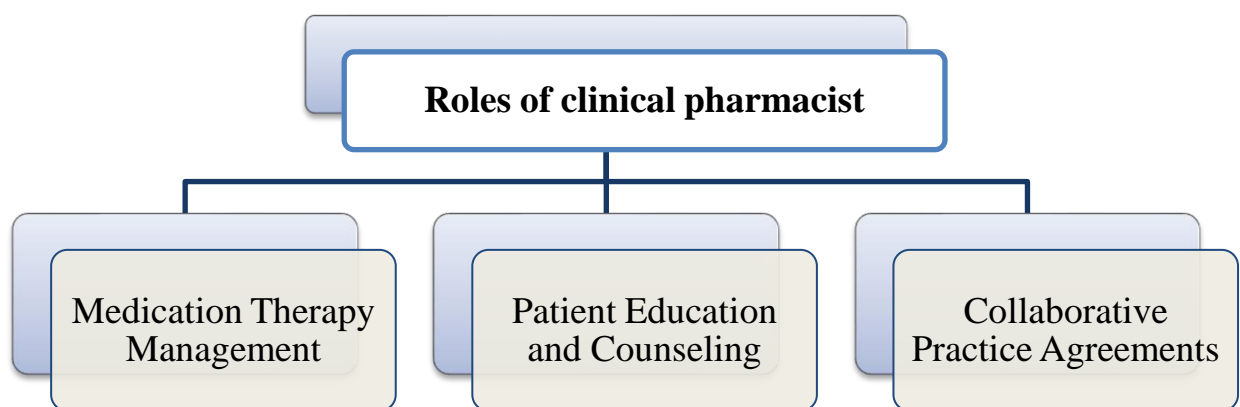 Roles of clinical pharmacist
Medication Therapy
Management
Patient Education
and Counseling
Collaborative
Practice Agreements